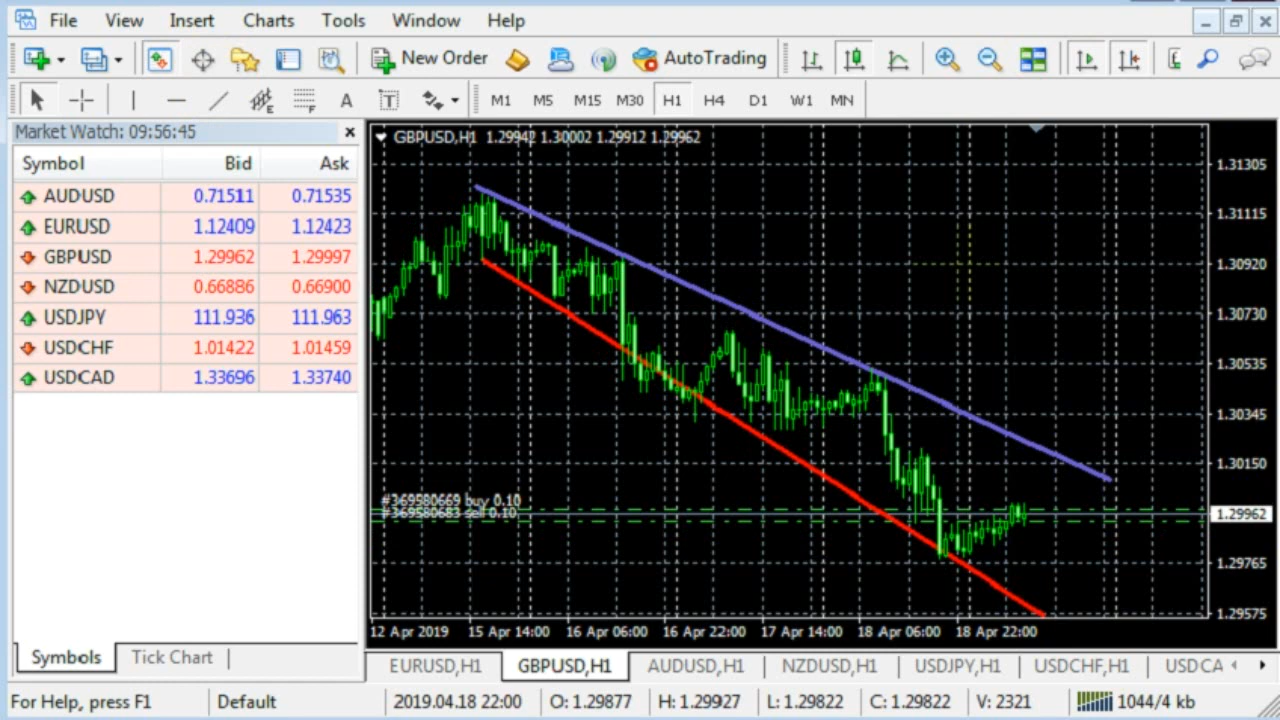 File View Insert Charts Tools Window Help
New Order AutoTrading
E F A T M1 M5 M15 M30 H1 H4 D1 W1 MN
Market Watch: 09:56:45
Symbol Bid Ask
AUDUSD 0.71511 0.71535
EURUSD 1.12409 1.12423
GBPUSD 1.29962 1.29997
NZDUSD 0.66886 0.66900
USDJPY 111.936 111.963
USDCHF 1.01422 1.01459
USDCAD 1.33696 1.33740
Symbols Tick Chart
GBPUSD,H1 1.29942 1.30002 1.29912 1.29962
1.31305
1.31115
1.30920
1.30730
1.30535
1.30345
1.30150
#369580669 buy 0.10
#369580683 sell 0.10
1.29962
1.29765
1.29575
12 Apr 2019 15 Apr 14:00 16 Apr 06:00 16 Apr 22:00 17 Apr 14:00 18 Apr 06:00 18 Apr 22:00
EURUSD,H1 GBPUSD,H1 AUDUSD,H1 NZDUSD,H1 USDJPY,H1 USDCHF,H1 USDCA
For Help, press F1 Default 2019.04.18 22:00 O: 1.29877 H: 1.29927 L: 1.29822 C: 1.29822 V: 2321 1044/4 kb